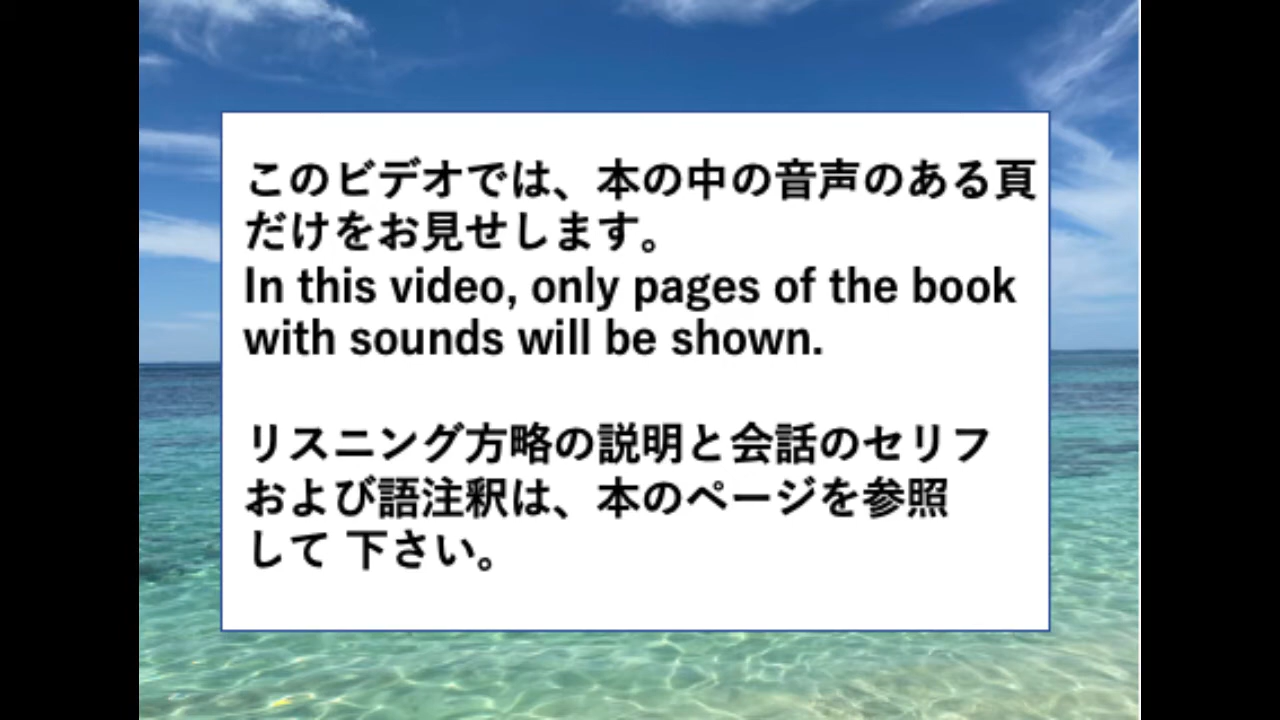 このビデオでは、本の中の音声のある頁
だけをお見せします。
In this video, only pages of the book
with sounds will be shown.
リスニング方略の説明と会話のセリフ
および語注釈は、本のページを参照
して 下さい。